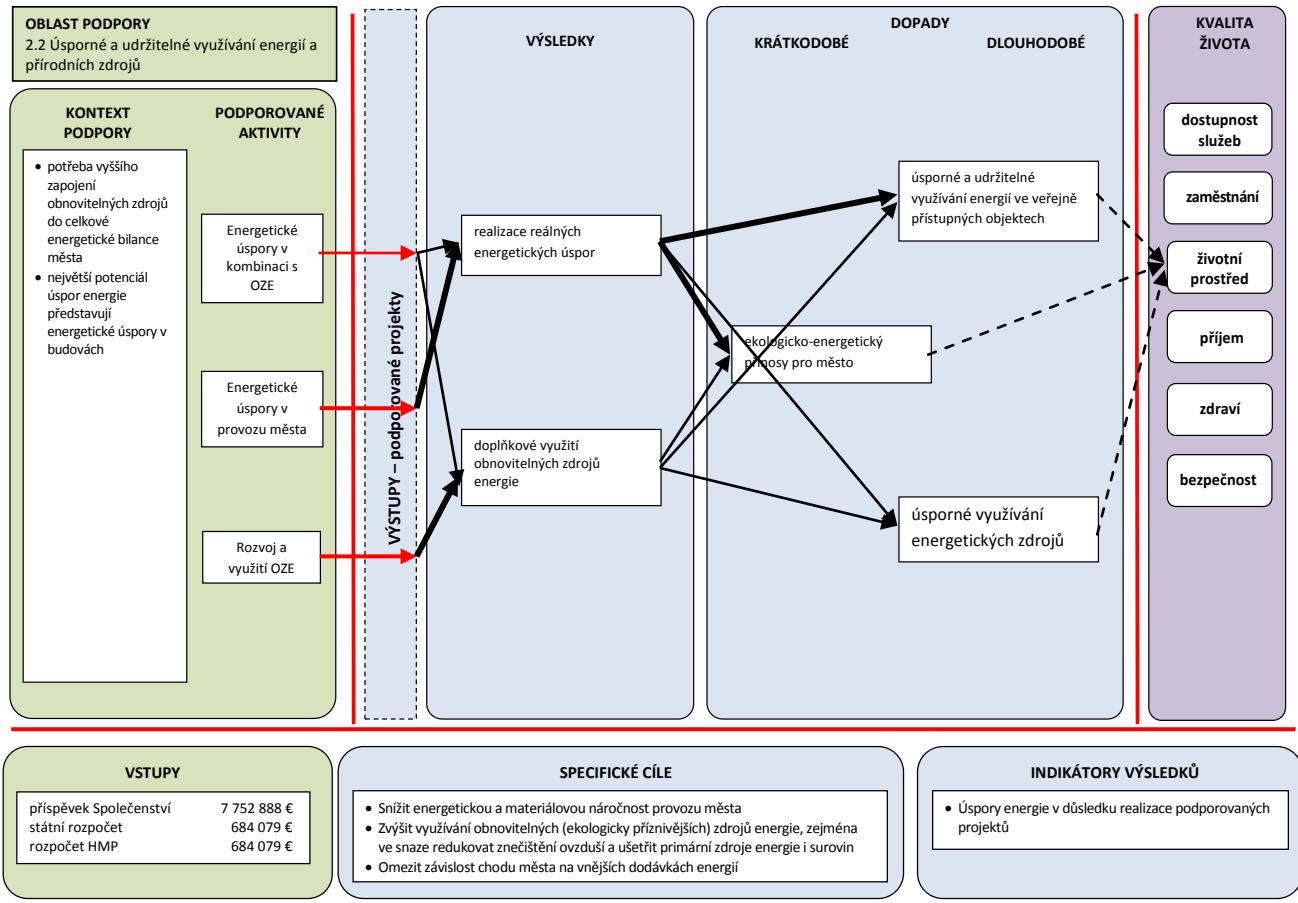 OBLAST PODPORY
2.2 Úsporné a udržitelné využívání energií a
přírodních zdrojů
KONTEXT
PODPORY
• potřeba vyššího
zapojení
obnovitelných zdrojů
do celkové
energetické bilance
města
• největší potenciál
úspor energie
představují
energetické úspory v
budovách
PODPOROVANÉ
AKTIVITY
Energetické
úspory v
kombinaci s
OZE
Energetické
úspory v
provozu města
Rozvoj a
využití OZE
VÝSTUPY – podporované projekty
VÝSLEDKY
realizace reálných
energetických úspor
doplňkové využití
obnovitelných zdrojů
energie
DOPADY
KRÁTKODOBÉ
DLOUHODOBÉ
úsporné a udržitelné
využívání energií ve veřejně
přístupných objektech
ekologicko-energetický
přínosy pro město
úsporné využívání
energetických zdrojů
KVALITA
ŽIVOTA
dostupnost
služeb
zaměstnání
životní
prostřed
příjem
zdraví
bezpečnost
VSTUPY
příspěvek Společenství 7 752 888 €
státní rozpočet 684 079 €
rozpočet HMP 684 079 €
SPECIFICKÉ CÍLE
• Snížit energetickou a materiálovou náročnost provozu města
• Zvýšit využívání obnovitelných (ekologicky příznivějších) zdrojů energie, zejména
ve snaze redukovat znečištění ovzduší a ušetřit primární zdroje energie i surovin
• Omezit závislost chodu města na vnějších dodávkách energií
INDIKÁTORY VÝSLEDKŮ
• Úspory energie v důsledku realizace podporovaných
projektů